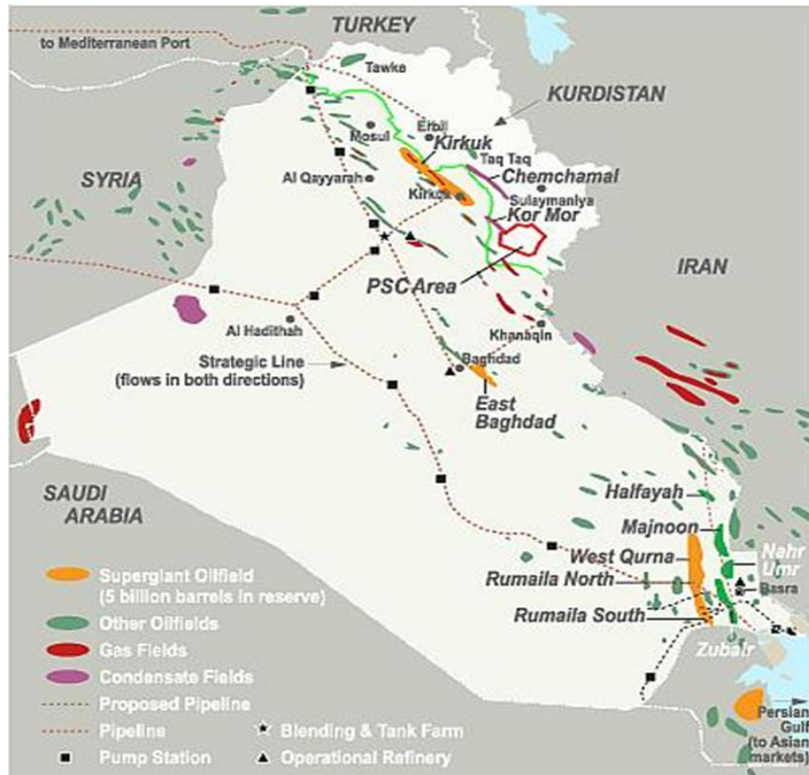 TURKEY
to Mediterranean Port
Tawke
KURDISTAN
Mosul
Erbil
Kirkuk
Taq Taq
Chemchamal
SYRIA
Al Qayyarah
Kirkuk
Sulaymaniya
Kor Mor
IRAN
PSC Area
Al Hadithah
Khanaqin
Strategic Line
(flows in both directions)
Baghdad
East
Baghdad
SAUDI
ARABIA
Halfayah
Majnoon
West Qurna
Nahr
Umr
Rumaila North
Basra
Rumaila South
Zubair
Supergiant Oilfield
(5 billion barrels in reserve)
Other Oilfields
Gas Fields
Condensate Fields
Proposed Pipeline
Pipeline
Blending & Tank Farm
Pump Station
Operational Refinery
Persian
Gulf
(to Asian
markets)